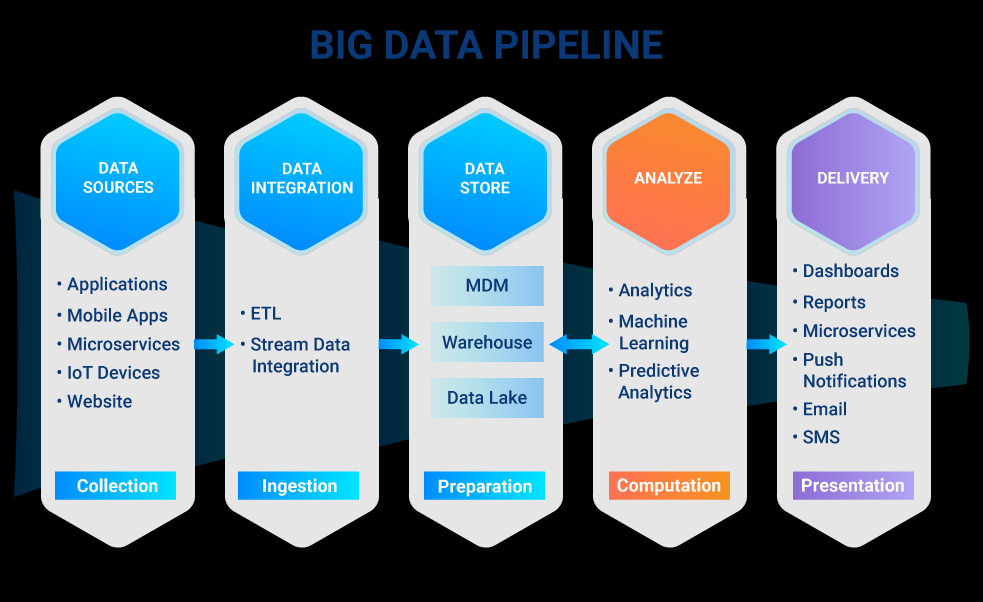 BIG DATA PIPELINE
DATA
SOURCES
• Applications
• Mobile Apps
• Microservices
• IoT Devices
• Website
Collection
DATA
INTEGRATION
• ETL
• Stream Data
Integration
Ingestion
DATA
STORE
MDM
Warehouse
Data Lake
Preparation
ANALYZE
• Analytics
• Machine
Learning
• Predictive
Analytics
Computation
DELIVERY
• Dashboards
• Reports
• Microservices
• Push
Notifications
• Email
• SMS
Presentation